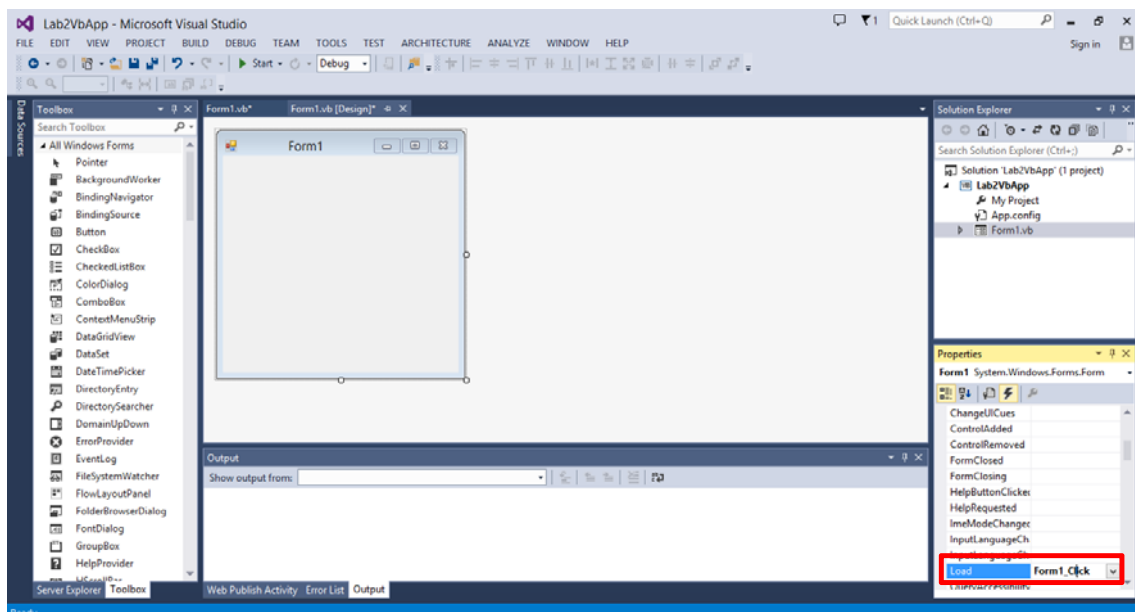 Lab2VbApp - Microsoft Visual Studio
1
Quick Launch (Ctrl+Q)
FILE EDIT VIEW PROJECT BUILD DEBUG TEAM TOOLS TEST ARCHITECTURE ANALYZE WINDOW HELP
Sign in
Start
Debug
Data Sources
Toolbox
Search Toolbox
All Windows Forms
Pointer
BackgroundWorker
BindingNavigator
BindingSource
Button
CheckBox
CheckedListBox
ColorDialog
ComboBox
ContextMenuStrip
DataGridView
DataSet
DateTimePicker
DirectoryEntry
DirectorySearcher
DomainUpDown
ErrorProvider
EventLog
FileSystemWatcher
FlowLayoutPanel
FolderBrowserDialog
FontDialog
GroupBox
HelpProvider
Server Explorer Toolbox
Form1.vb* Form1.vb [Design]*
Form1
Output
Show output from:
Web Publish Activity Error List Output
Solution Explorer
Search Solution Explorer (Ctrl+;)
Solution 'Lab2VbApp' (1 project)
Lab2VbApp
My Project
App.config
Form1.vb
Properties
Form1 System.Windows.Forms.Form
ChangeUICues
ControlAdded
ControlRemoved
FormClosed
FormClosing
HelpButtonClicked
HelpRequested
ImeModeChanged
InputLanguageCh
Load Form1_Click